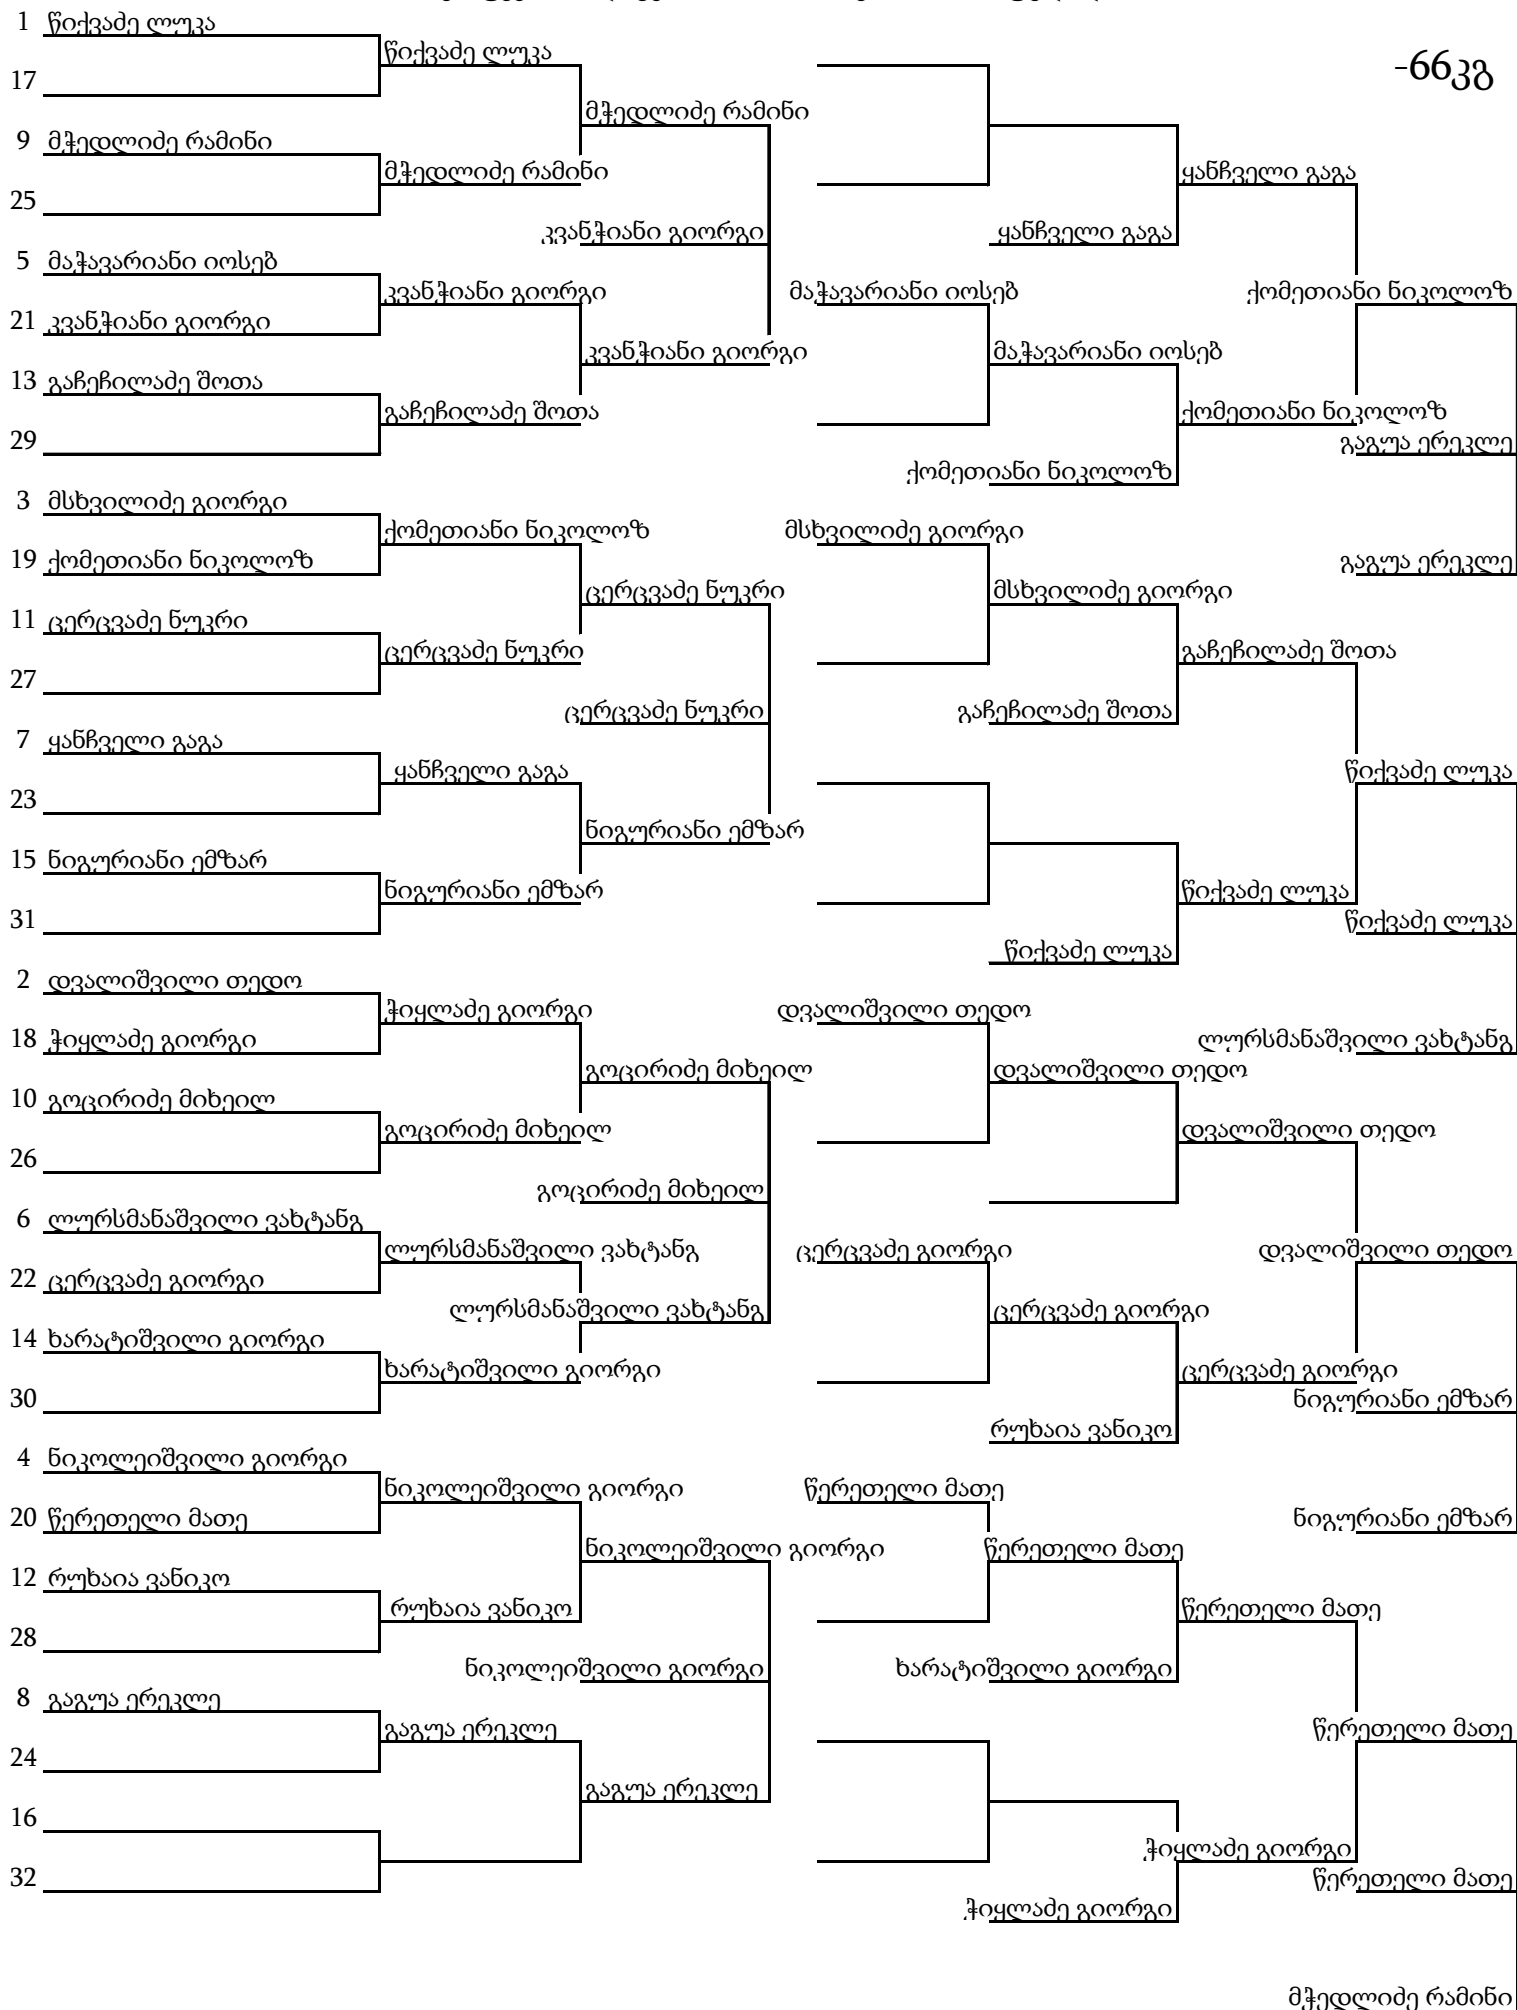 1 წიქვაძე ლუკა
წიქვაძე ლუკა
-66კგ
17
მჭედლიძე რამინი
9 მჭედლიძე რამინი
მჭედლიძე რამინი
ყანჩველი გაგა
25
კვანჭიანი გიორგი
ყანჩველი გაგა
5 მაჭავარიანი იოსებ
კვანჭიანი გიორგი
მაჭავარიანი იოსებ
ქომეთიანი ნიკოლოზ
21 კვანჭიანი გიორგი
კვანჭიანი გიორგი
მაჭავარიანი იოსებ
13 გაჩეჩილაძე შოთა
გაჩეჩილაძე შოთა
ქომეთიანი ნიკოლოზ
29
გაგუა ერეკლე
ქომეთიანი ნიკოლოზ
3 მსხვილიძე გიორგი
ქომეთიანი ნიკოლოზ
მსხვილიძე გიორგი
19 ქომეთიანი ნიკოლოზ
გაგუა ერეკლე
ცერცვაძე ნუკრი
მსხვილიძე გიორგი
11 ცერცვაძე ნუკრი
ცერცვაძე ნუკრი
გაჩეჩილაძე შოთა
27
ცერცვაძე ნუკრი
გაჩეჩილაძე შოთა
7 ყანჩველი გაგა
ყანჩველი გაგა
წიქვაძე ლუკა
23
ნიგურიანი ემზარ
15 ნიგურიანი ემზარ
ნიგურიანი ემზარ
წიქვაძე ლუკა
31
წიქვაძე ლუკა
წიქვაძე ლუკა
2 დვალიშვილი თედო
ჭიყლაძე გიორგი
დვალიშვილი თედო
18 ჭიყლაძე გიორგი
ლურსმანაშვილი ვახტანგ
გოცირიძე მიხეილ
დვალიშვილი თედო
10 გოცირიძე მიხეილ
გოცირიძე მიხეილ
დვალიშვილი თედო
26
გოცირიძე მიხეილ
6 ლურსმანაშვილი ვახტანგ
ლურსმანაშვილი ვახტანგ
ცერცვაძე გიორგი
დვალიშვილი თედო
22 ცერცვაძე გიორგი
ლურსმანაშვილი ვახტანგ
ცერცვაძე გიორგი
14 ხარატიშვილი გიორგი
ხარატიშვილი გიორგი
ცერცვაძე გიორგი
30
ნიგურიანი ემზარ
რუხაია ვანიკო
4 ნიკოლეიშვილი გიორგი
ნიკოლეიშვილი გიორგი
წერეთელი მათე
20 წერეთელი მათე
ნიგურიანი ემზარ
ნიკოლეიშვილი გიორგი
წერეთელი მათე
12 რუხაია ვანიკო
რუხაია ვანიკო
წერეთელი მათე
28
ნიკოლეიშვილი გიორგი
ხარატიშვილი გიორგი
8 გაგუა ერეკლე
გაგუა ერეკლე
წერეთელი მათე
24
გაგუა ერეკლე
16
ჭიყლაძე გიორგი
32
წერეთელი მათე
ჭიყლაძე გიორგი
მჭედლიძე რამინი